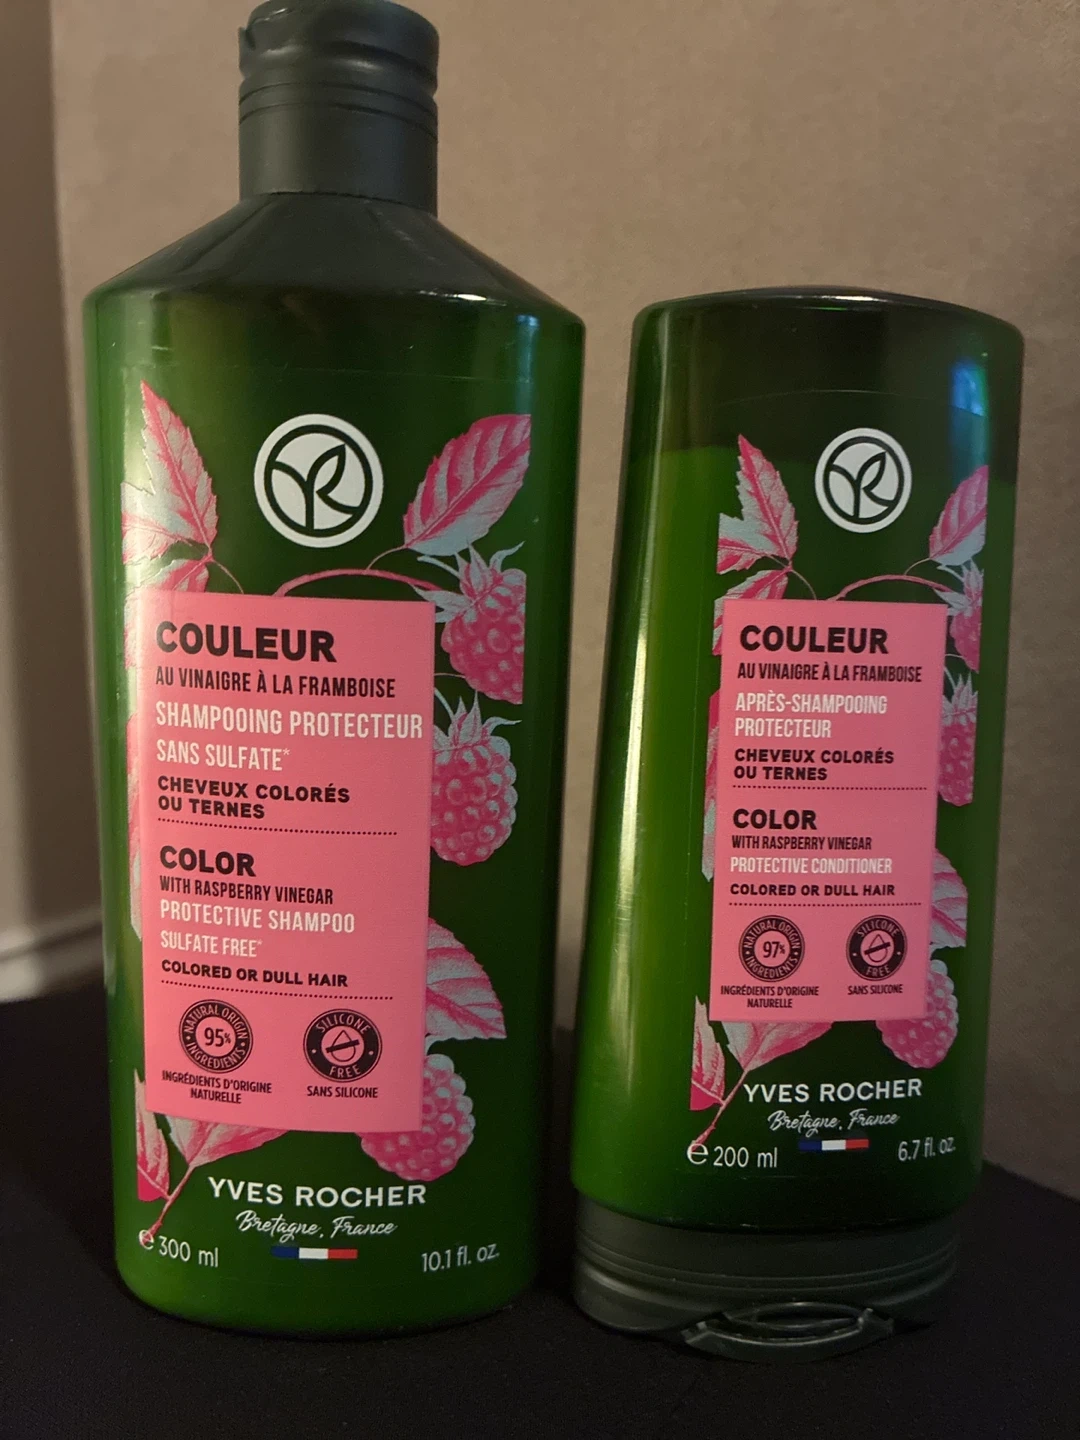 COULEUR
AU VINAIGRE À LA FRAMBOISE
SHAMPOOING PROTECTEUR
SANS SULFATE*
CHEVEUX COLORÉS
OU TERNES
COLOR
WITH RASPBERRY VINEGAR
PROTECTIVE SHAMPOO
SULFATE FREE*
COLORED OR DULL HAIR
NATURAL ORIGIN
95%
INGREDIENTS
INGRÉDIENTS D'ORIGINE
NATURELLE
SILICONE
FREE
SANS SILICONE
YVES ROCHER
Bretagne, France
℮ 300 ml
10.1 fl. oz.
COULEUR
AU VINAIGRE À LA FRAMBOISE
APRÈS-SHAMPOOING
PROTECTEUR
CHEVEUX COLORÉS
OU TERNES
COLOR
WITH RASPBERRY VINEGAR
PROTECTIVE CONDITIONER
COLORED OR DULL HAIR
NATURAL ORIGIN
97%
INGREDIENTS
INGRÉDIENTS D'ORIGINE
NATURELLE
SILICONE
FREE
SANS SILICONE
YVES ROCHER
Bretagne, France
℮ 200 ml
6.7 fl. oz.